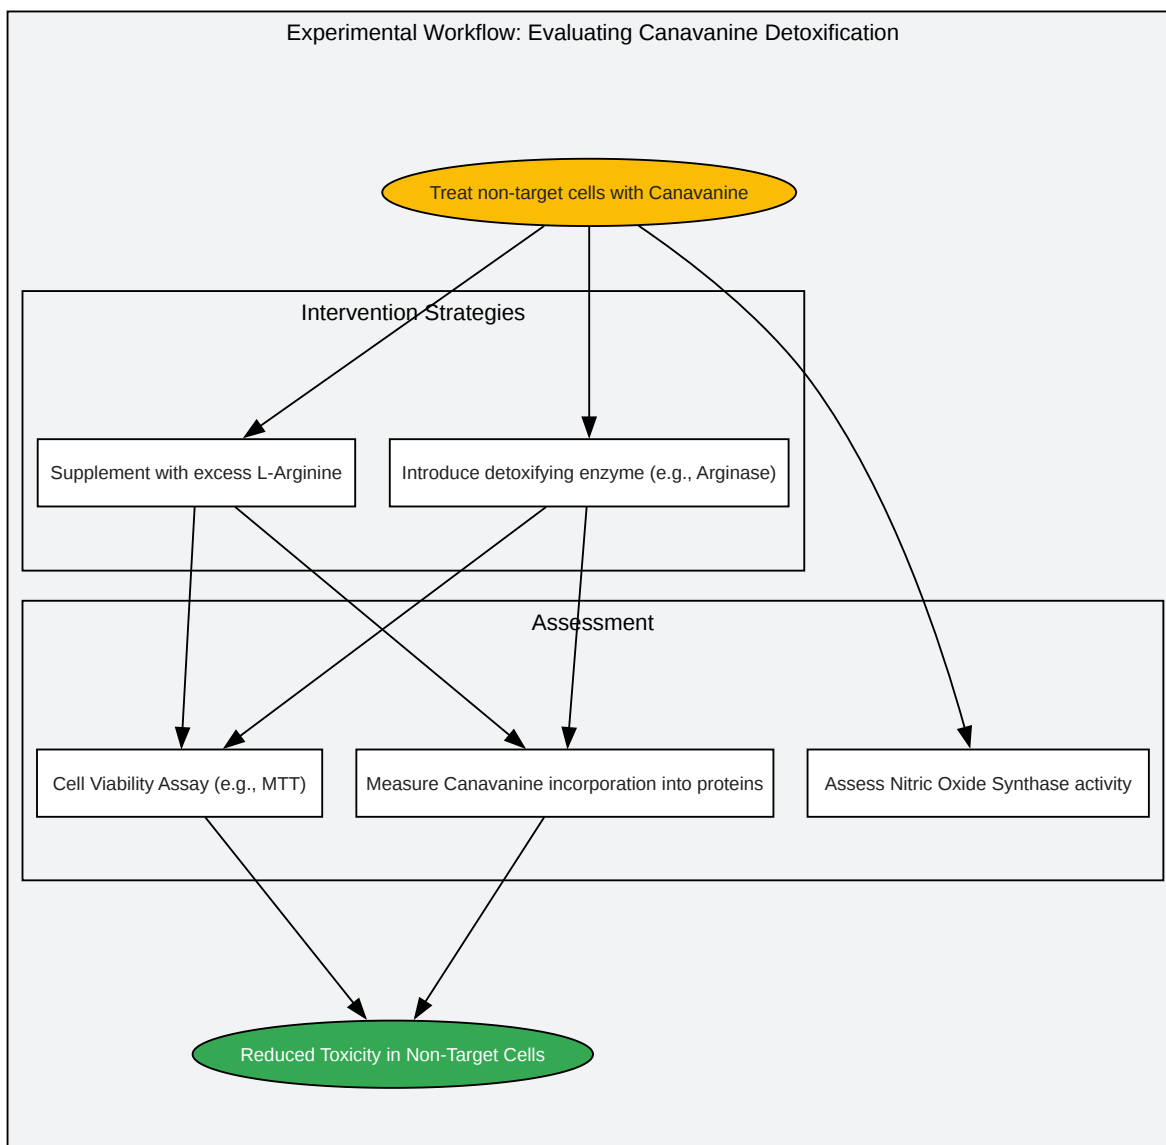 Experimental Workflow: Evaluating Canavanine Detoxification
Treat non-target cells with Canavanine
Intervention Strategies
Supplement with excess L-Arginine
Introduce detoxifying enzyme (e.g., Arginase)
Assessment
Cell Viability Assay (e.g., MTT)
Measure Canavanine incorporation into proteins
Assess Nitric Oxide Synthase activity
Reduced Toxicity in Non-Target Cells